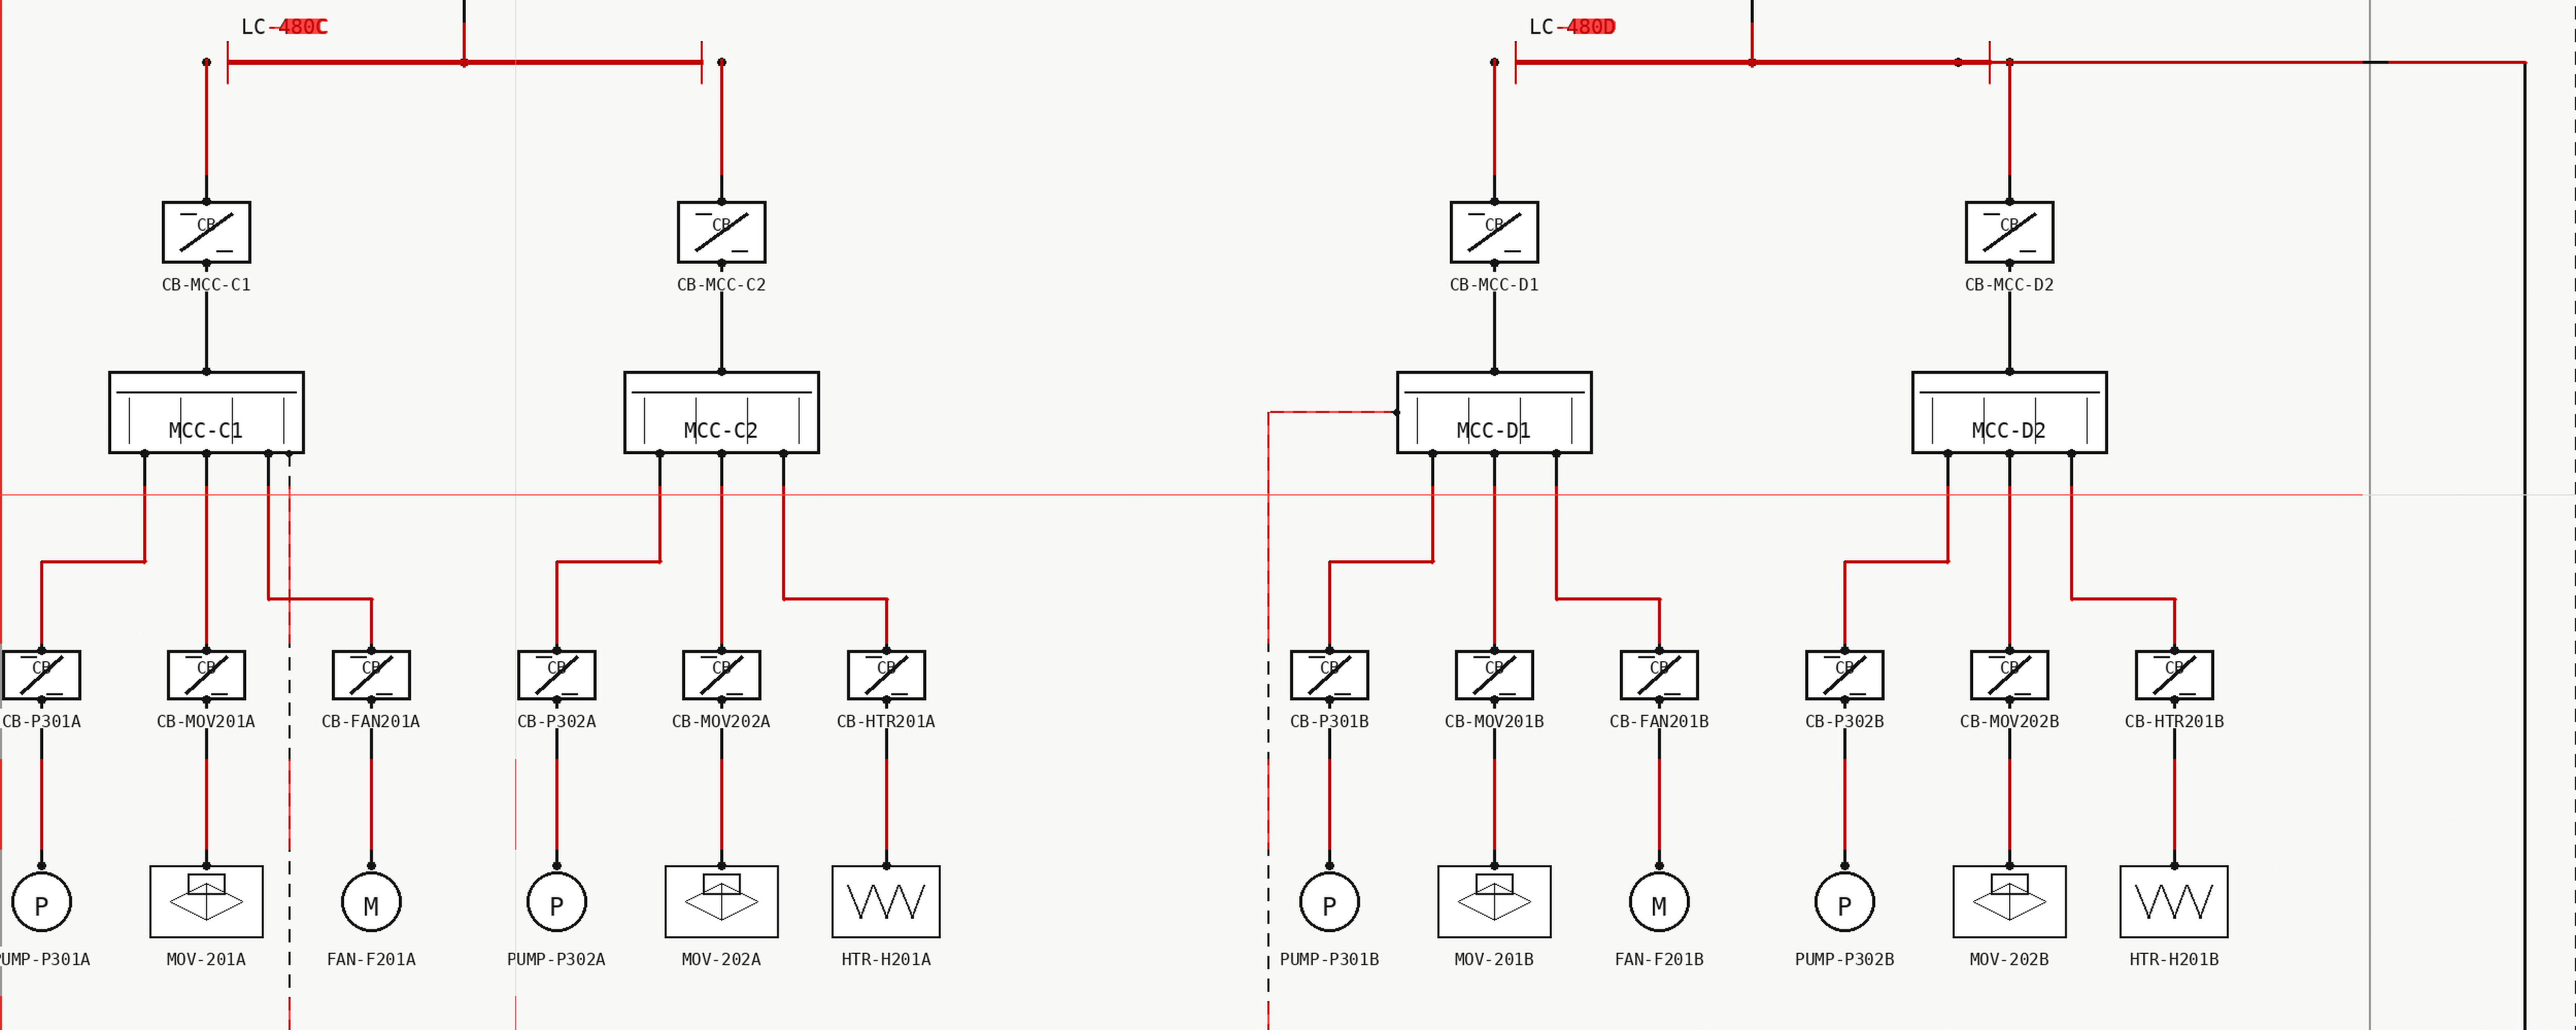 LC-480C LC-480D
CB CB CB CB
CB-MCC-C1 CB-MCC-C2 CB-MCC-D1 CB-MCC-D2
MCC-C1 MCC-C2 MCC-D1 MCC-D2
CB CB CB CB CB CB CB CB CB CB CB CB
CB-P301A CB-MOV201A CB-FAN201A CB-P302A CB-MOV202A CB-HTR201A CB-P301B CB-MOV201B CB-FAN201B CB-P302B CB-MOV202B CB-HTR201B
P M P P M P
UMP-P301A MOV-201A FAN-F201A PUMP-P302A MOV-202A HTR-H201A PUMP-P301B MOV-201B FAN-F201B PUMP-P302B MOV-202B HTR-H201B